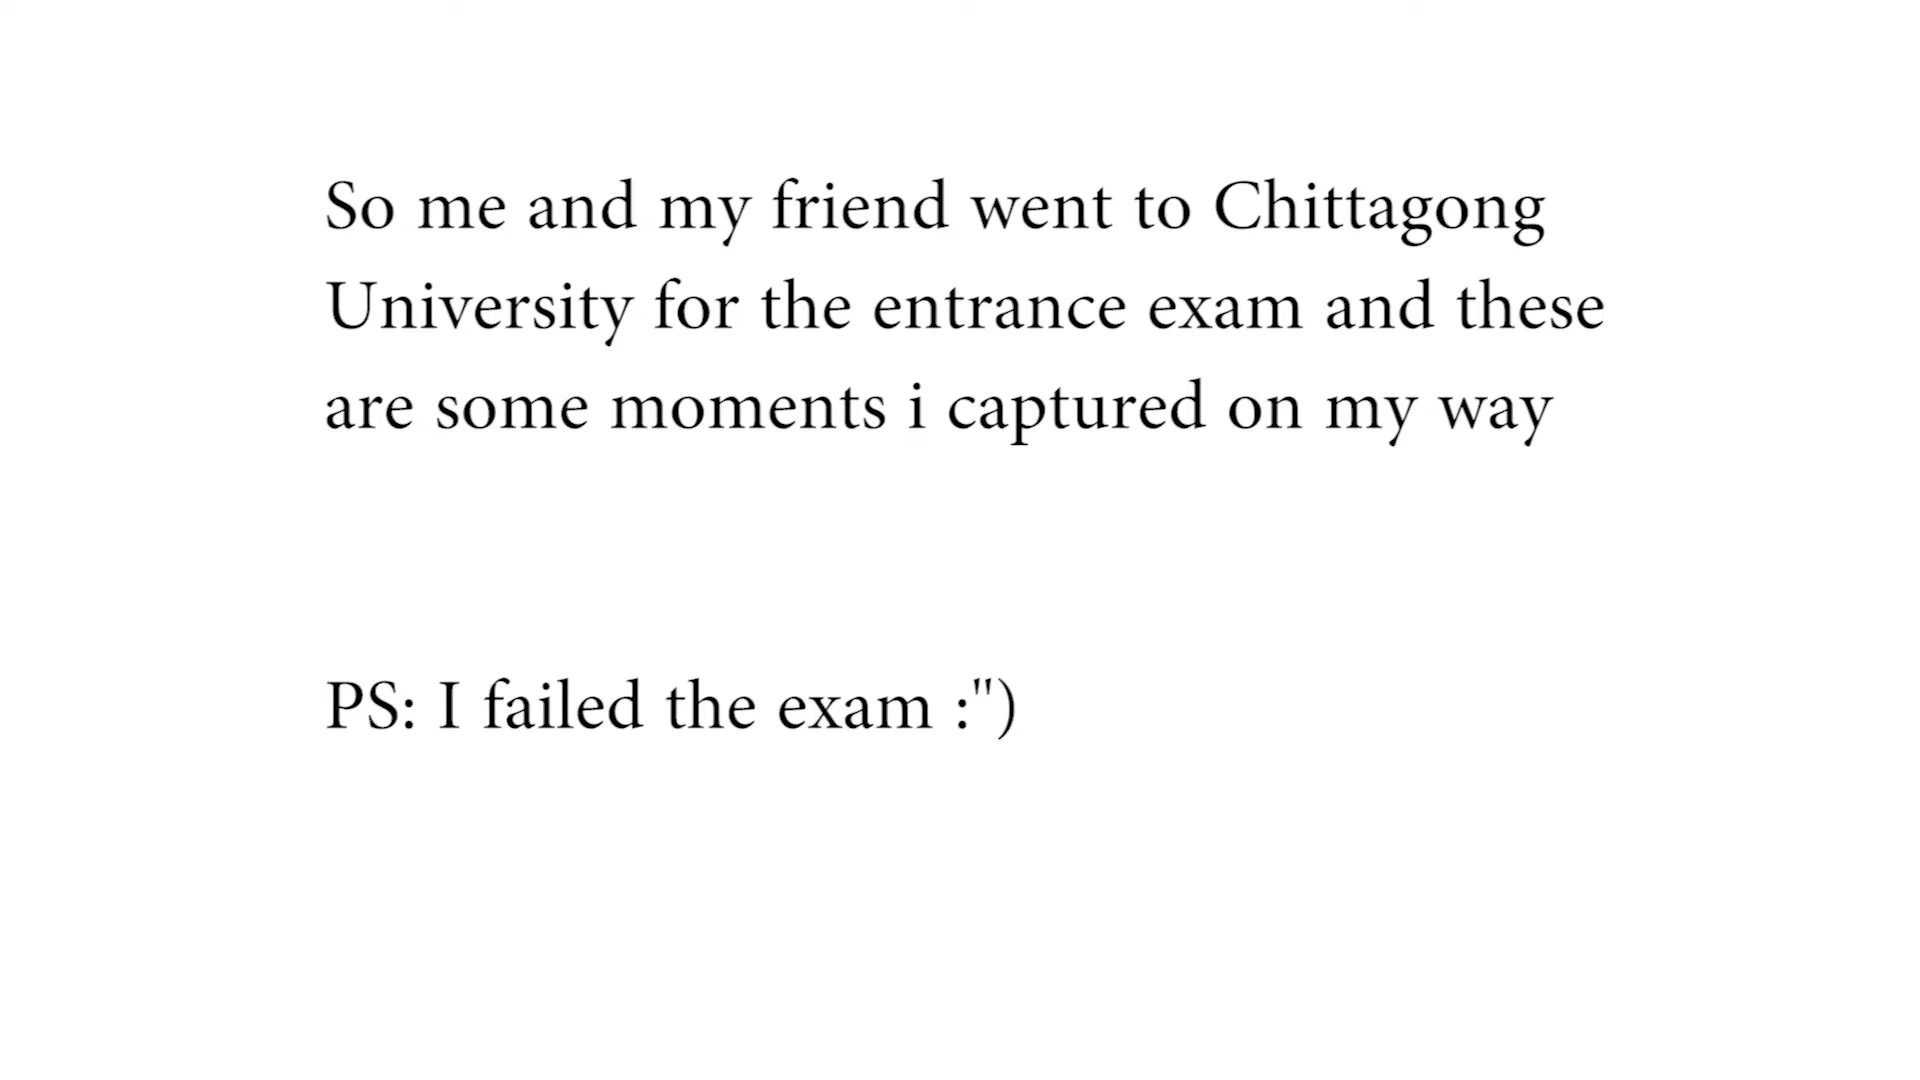 So me and my friend went to Chittagong
University for the entrance exam and these
are some moments i captured on my way
PS: I failed the exam :")